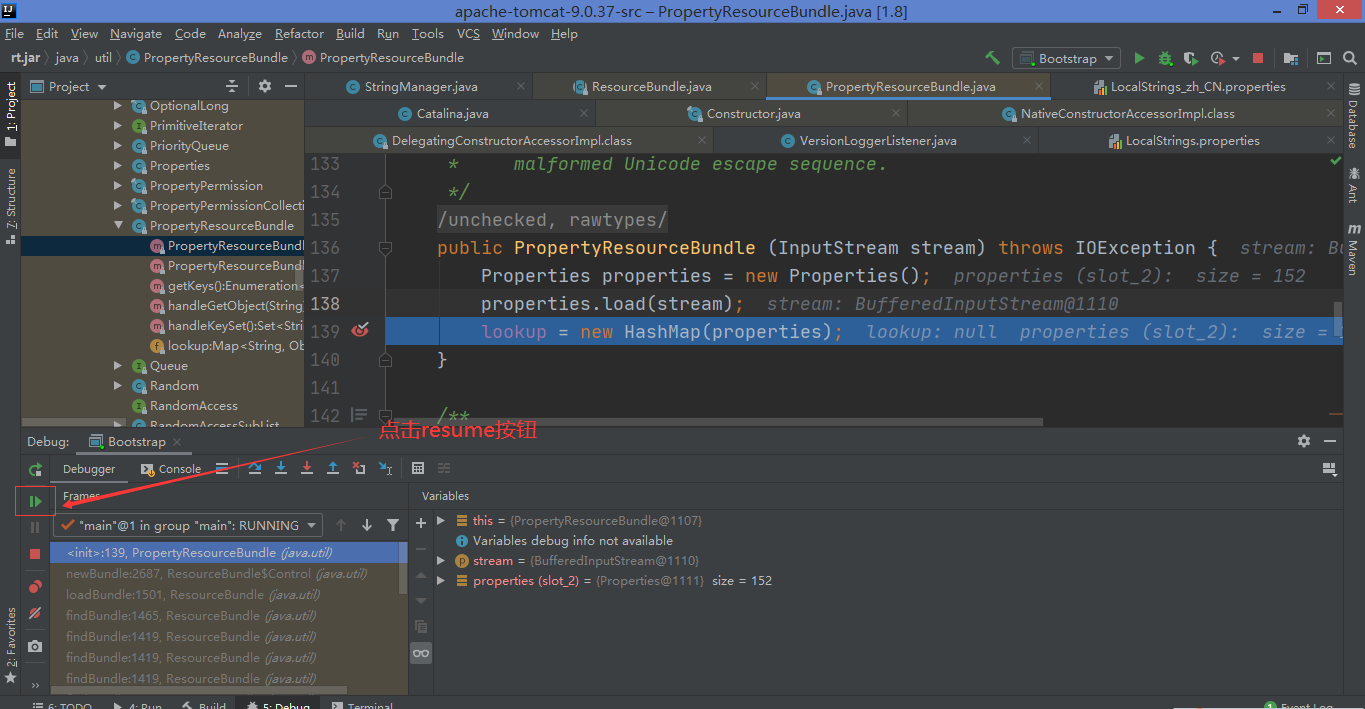 apache-tomcat-9.0.37-src – PropertyResourceBundle.java [1.8]
File Edit View Navigate Code Analyze Refactor Build Run Tools VCS Window Help
rt.jar java util PropertyResourceBundle PropertyResourceBundle
Bootstrap
1: Project
7: Structure
2: Favorites
Project
OptionalLong
PrimitiveIterator
PriorityQueue
Properties
PropertyPermission
PropertyPermissionCollecti
PropertyResourceBundle
PropertyResourceBundl
PropertyResourceBundl
getKeys():Enumeration<
handleGetObject(String)
handleKeySet():Set<Stri
lookup:Map<String, Ob
Queue
Random
RandomAccess
RandomAccessSubList
StringManager.java ResourceBundle.java PropertyResourceBundle.java LocalStrings_zh_CN.properties
Catalina.java Constructor.java NativeConstructorAccessorImpl.class
DelegatingConstructorAccessorImpl.class VersionLoggerListener.java LocalStrings.properties
133 * malformed Unicode escape sequence.
134 */
135 /unchecked, rawtypes/
136 public PropertyResourceBundle (InputStream stream) throws IOException { stream: Bu
137 Properties properties = new Properties(); properties (slot_2): size = 152
138 properties.load(stream); stream: BufferedInputStream@1110
139 lookup = new HashMap(properties); lookup: null properties (slot_2): size =
140 }
141
142 /**
Database
Ant
Maven
点击resume按钮
Debug: Bootstrap
Debugger Console
Frames
Variables
"main"@1 in group "main": RUNNING
<init>:139, PropertyResourceBundle (java.util)
newBundle:2687, ResourceBundle$Control (java.util)
loadBundle:1501, ResourceBundle (java.util)
findBundle:1465, ResourceBundle (java.util)
findBundle:1419, ResourceBundle (java.util)
findBundle:1419, ResourceBundle (java.util)
findBundle:1419, ResourceBundle (java.util)
this = {PropertyResourceBundle@1107}
Variables debug info not available
stream = {BufferedInputStream@1110}
properties (slot_2) = {Properties@1111} size = 152
6: TODO 4: Run Build 5: Debug Terminal
1 Event Log